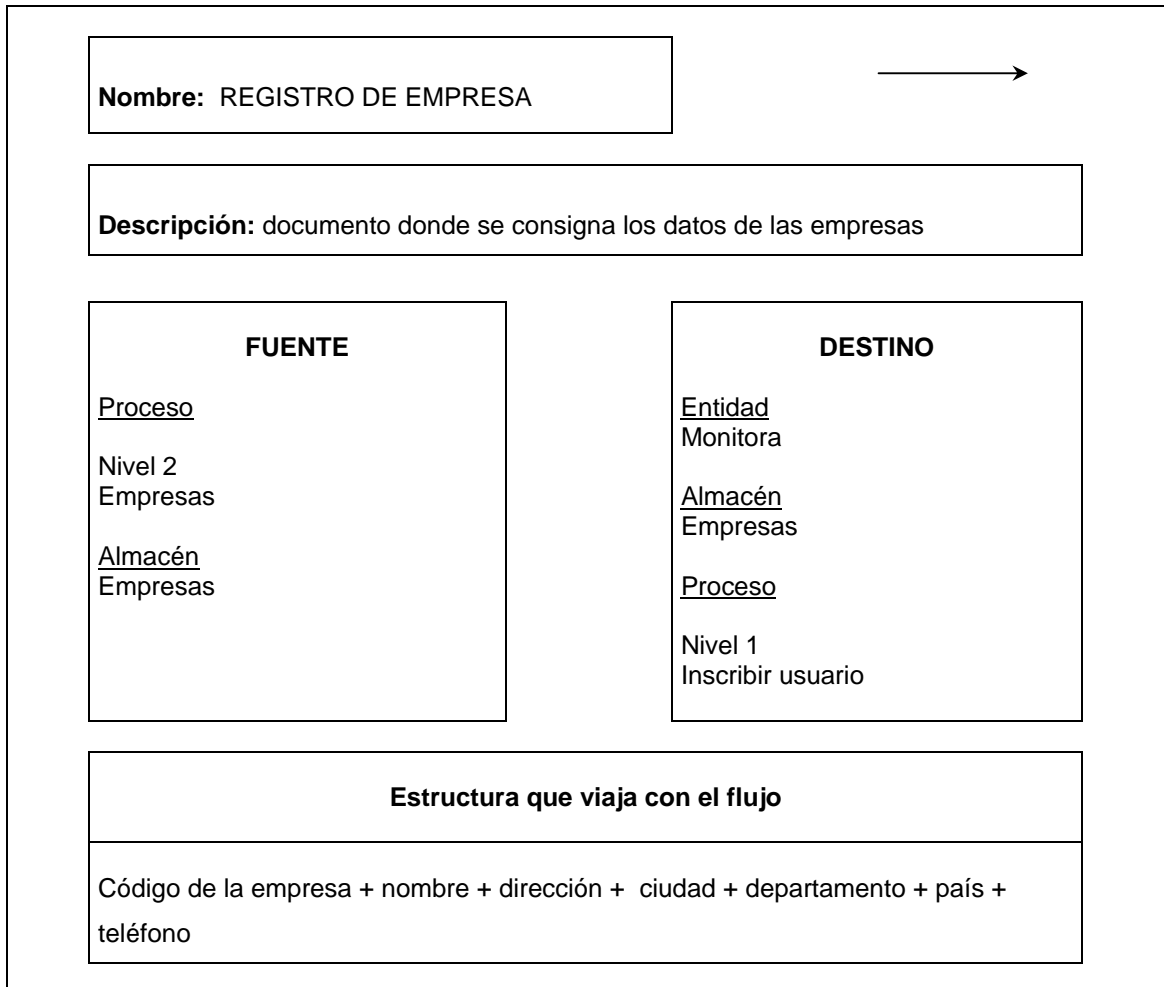 Nombre: REGISTRO DE EMPRESA
Descripción: documento donde se consigna los datos de las empresas
FUENTE
Proceso
Nivel 2
Empresas
Almacén
Empresas
DESTINO
Entidad
Monitora
Almacén
Empresas
Proceso
Nivel 1
Inscribir usuario
Estructura que viaja con el flujo
Código de la empresa + nombre + dirección + ciudad + departamento + país +
teléfono